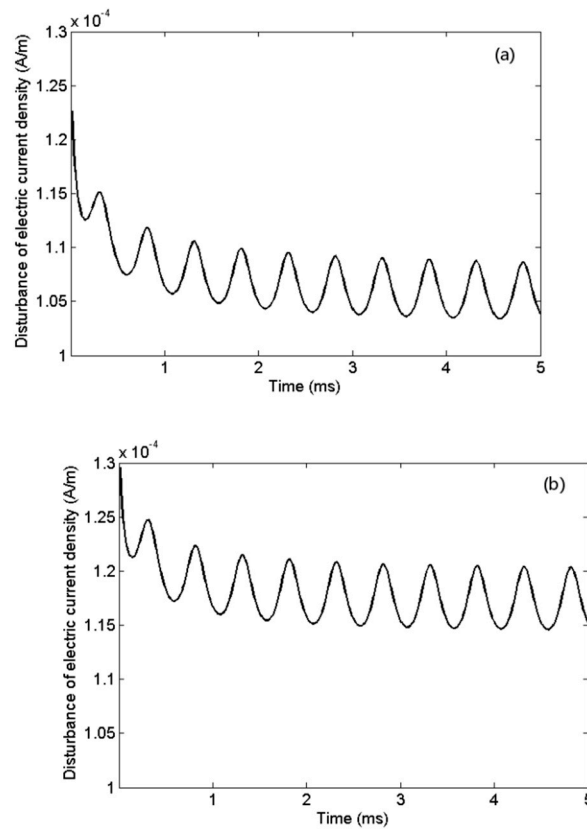 1.3 x 10⁻⁴
(a)
1.25
1.2
1.15
1.1
1.05
1
Disturbance of electric current density (A/m)
1 2 3 4 5
Time (ms)
1.3 x 10⁻⁴
(b)
1.25
1.2
1.15
1.1
1.05
1
Disturbance of electric current density (A/m)
1 2 3 4 5
Time (ms)